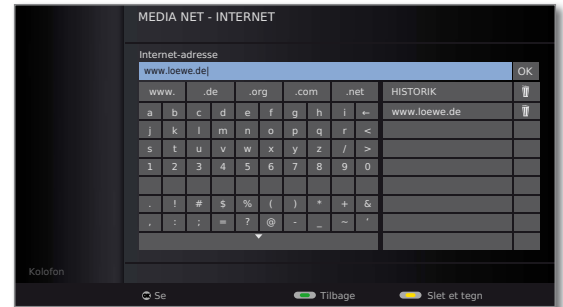 MEDIA NET - INTERNET
Internet-adresse
www.loewe.de
OK
www. .de .org .com .net HISTORIK
a b c d e f g h i ← www.loewe.de
j k l m n o p q r <
s t u v w x y z / >
1 2 3 4 5 6 7 8 9 0
. ! # $ % ( ) * + &
, : ; = ? @ - _ ~ '
Kolofon
OK Se Tilbage Slet et tegn